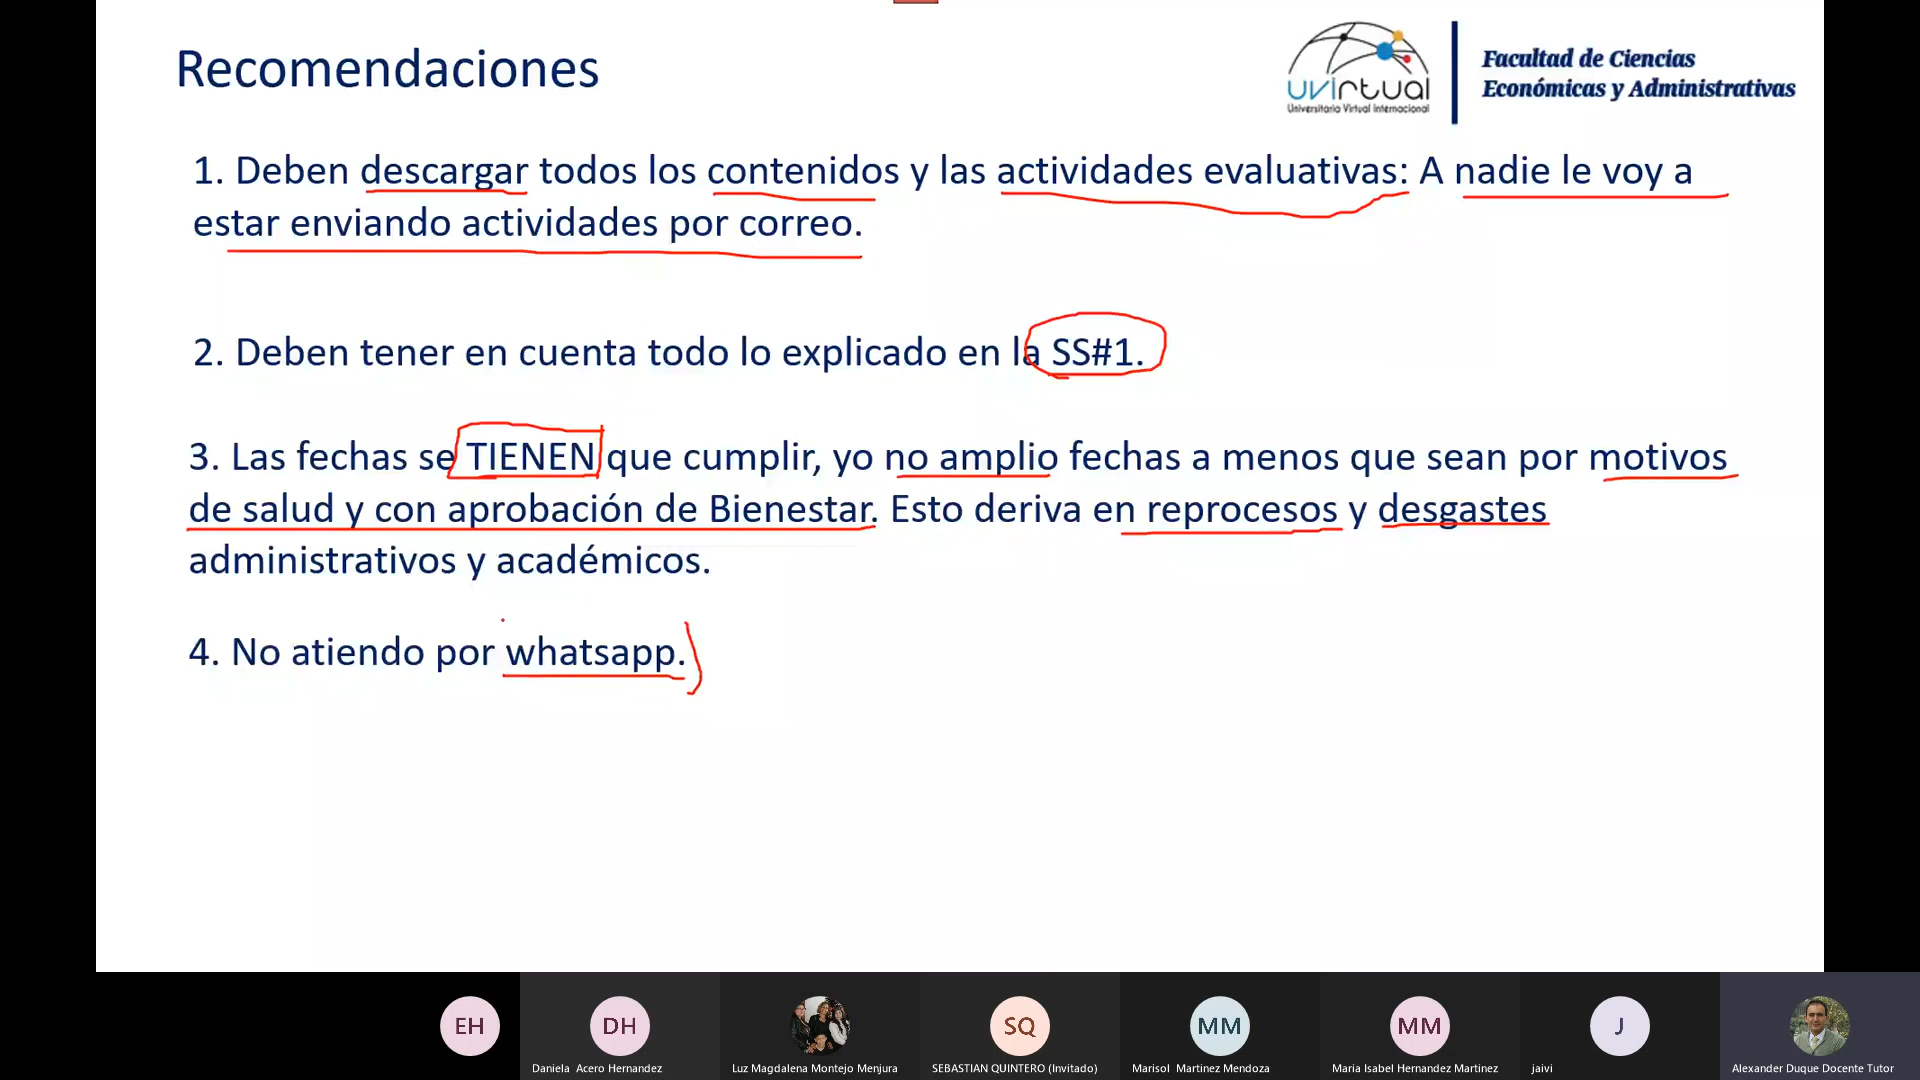 Recomendaciones
uvirtual
Universitaria Virtual Internacional
Facultad de Ciencias
Económicas y Administrativas
1. Deben descargar todos los contenidos y las actividades evaluativas: A nadie le voy a
estar enviando actividades por correo.
2. Deben tener en cuenta todo lo explicado en la SS#1.
3. Las fechas se TIENEN que cumplir, yo no amplio fechas a menos que sean por motivos
de salud y con aprobación de Bienestar. Esto deriva en reprocesos y desgastes
administrativos y académicos.
4. No atiendo por whatsapp.
EH
DH
SQ
MM
MM
J
Daniela Acero Hernandez
Luz Magdalena Montejo Menjura
SEBASTIAN QUINTERO (Invitado)
Marisol Martinez Mendoza
Maria Isabel Hernandez Martinez
jaivi
Alexander Duque Docente Tutor